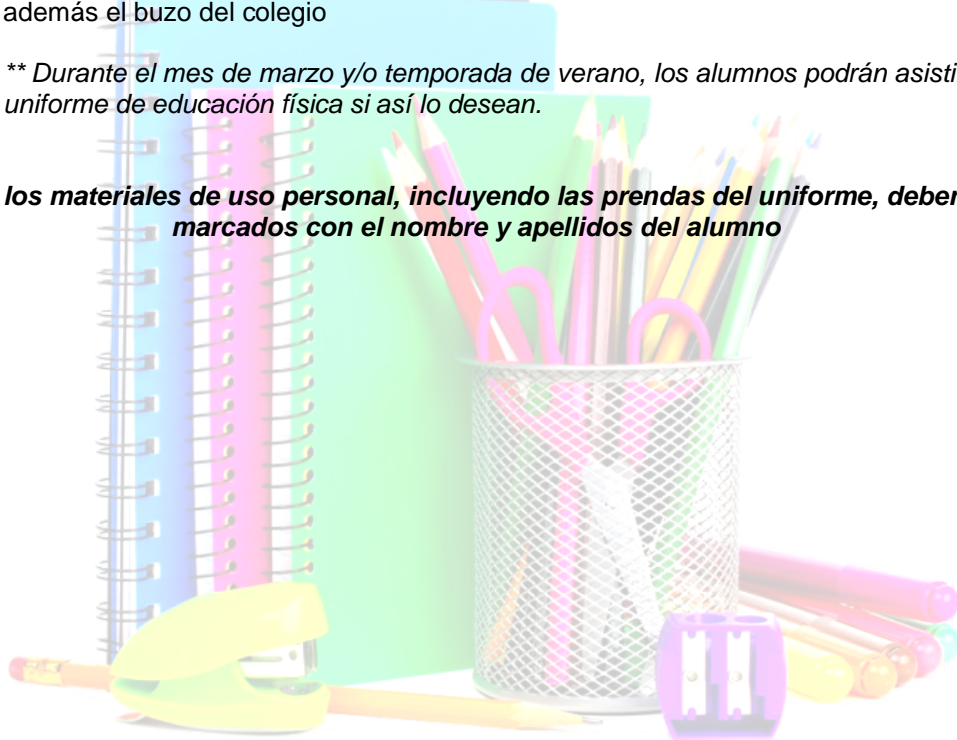 además el buzo del colegio
** Durante el mes de marzo y/o temporada de verano, los alumnos podrán asisti
uniforme de educación física si así lo desean.
los materiales de uso personal, incluyendo las prendas del uniforme, deber
marcados con el nombre y apellidos del alumno